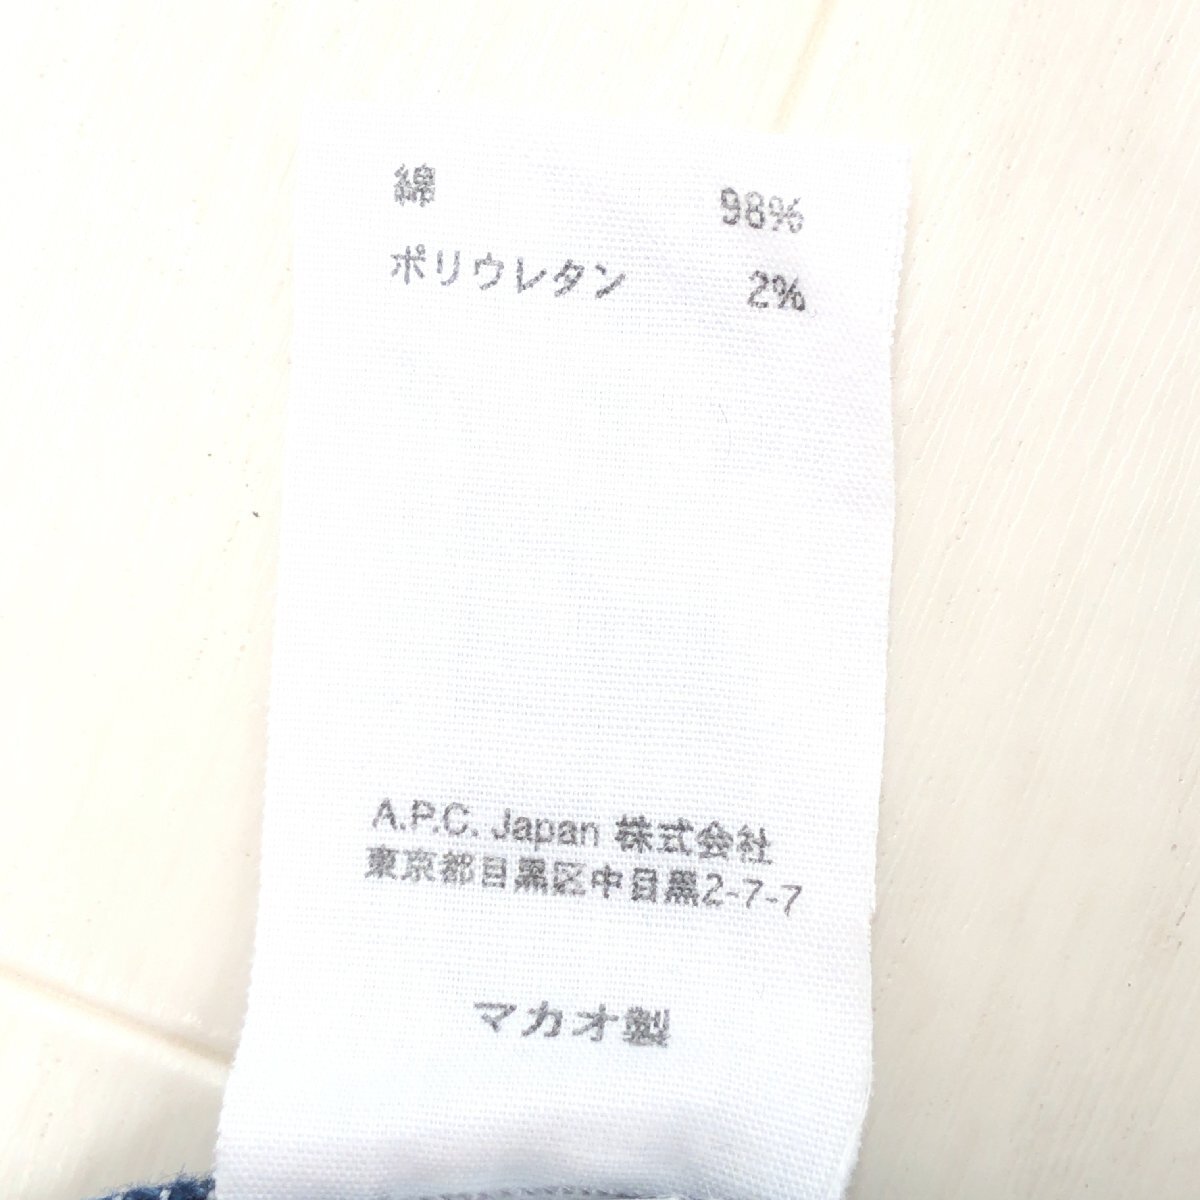 綿 98%
ポリウレタン 2%
A.P.C. Japan 株式会社
東京都目黒区中目黒2-7-7
マカオ製